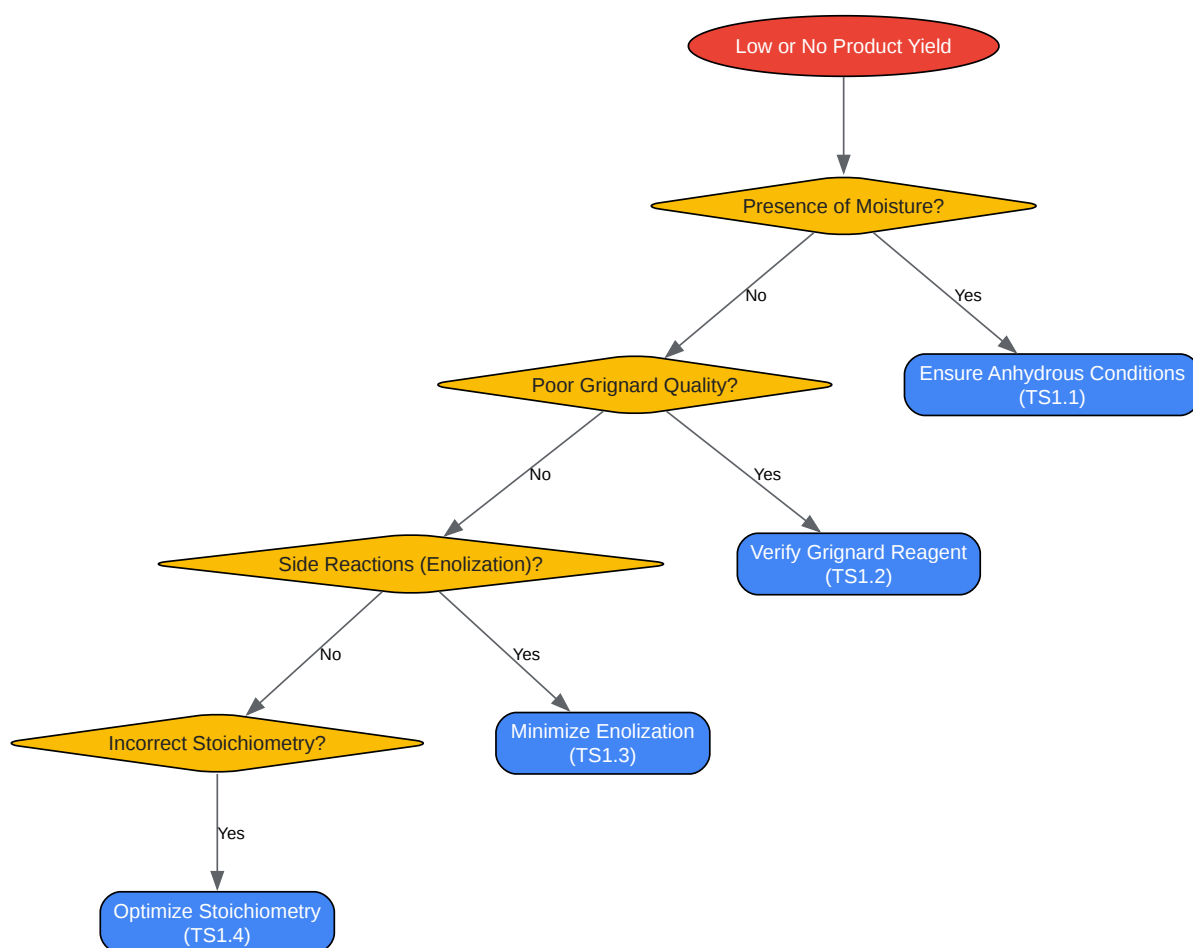 Low or No Product Yield
Presence of Moisture?
No
Yes
Ensure Anhydrous Conditions
(TS1.1)
Poor Grignard Quality?
No
Yes
Verify Grignard Reagent
(TS1.2)
Side Reactions (Enolization)?
No
Yes
Minimize Enolization
(TS1.3)
Incorrect Stoichiometry?
Yes
Optimize Stoichiometry
(TS1.4)